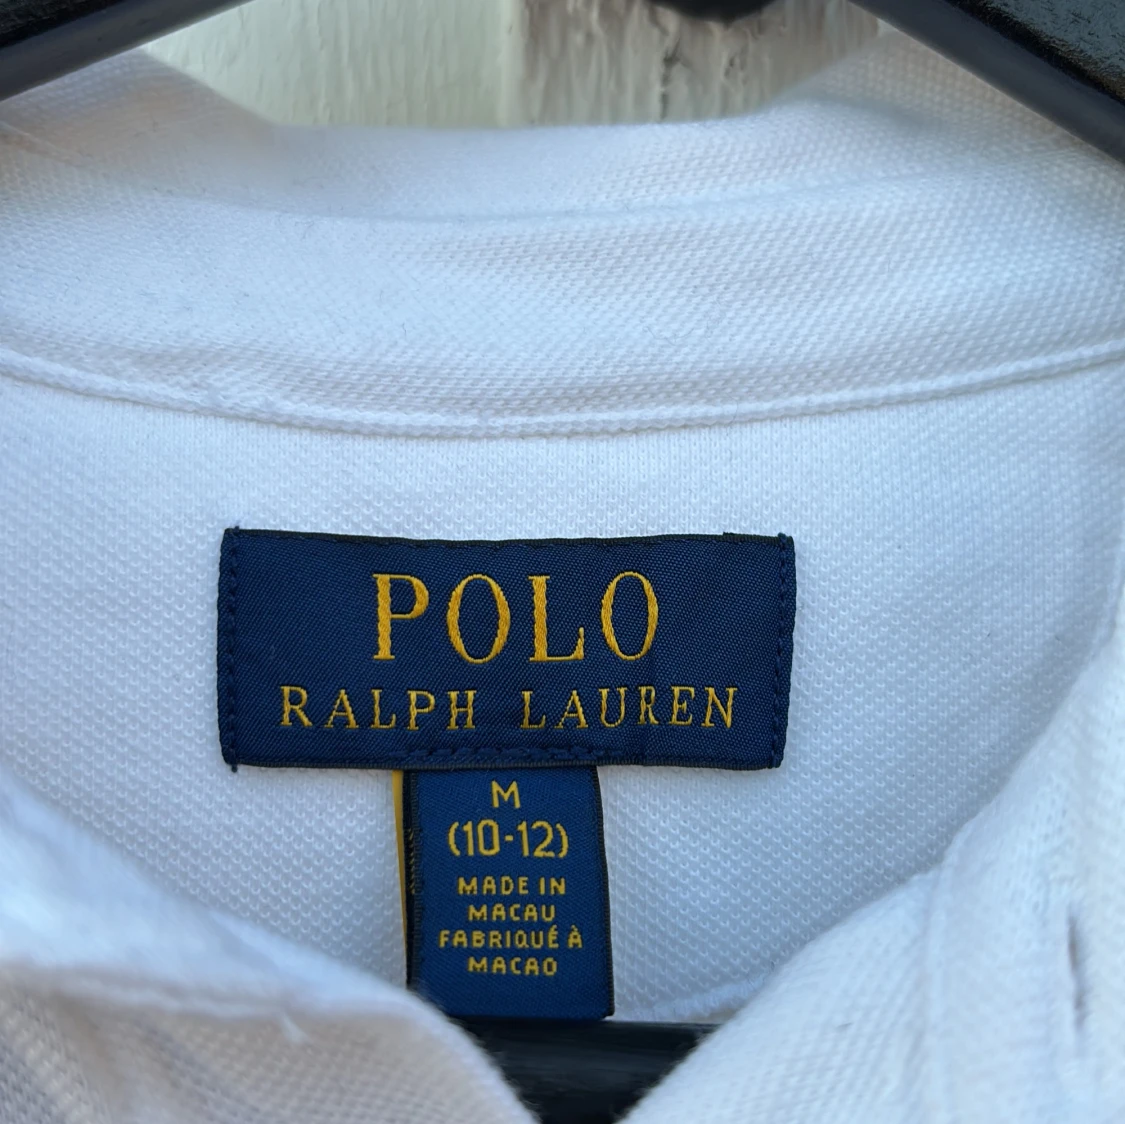 POLO
RALPH LAUREN
M
(10-12)
MADE IN
MACAU
FABRIQUÉ À
MACAO